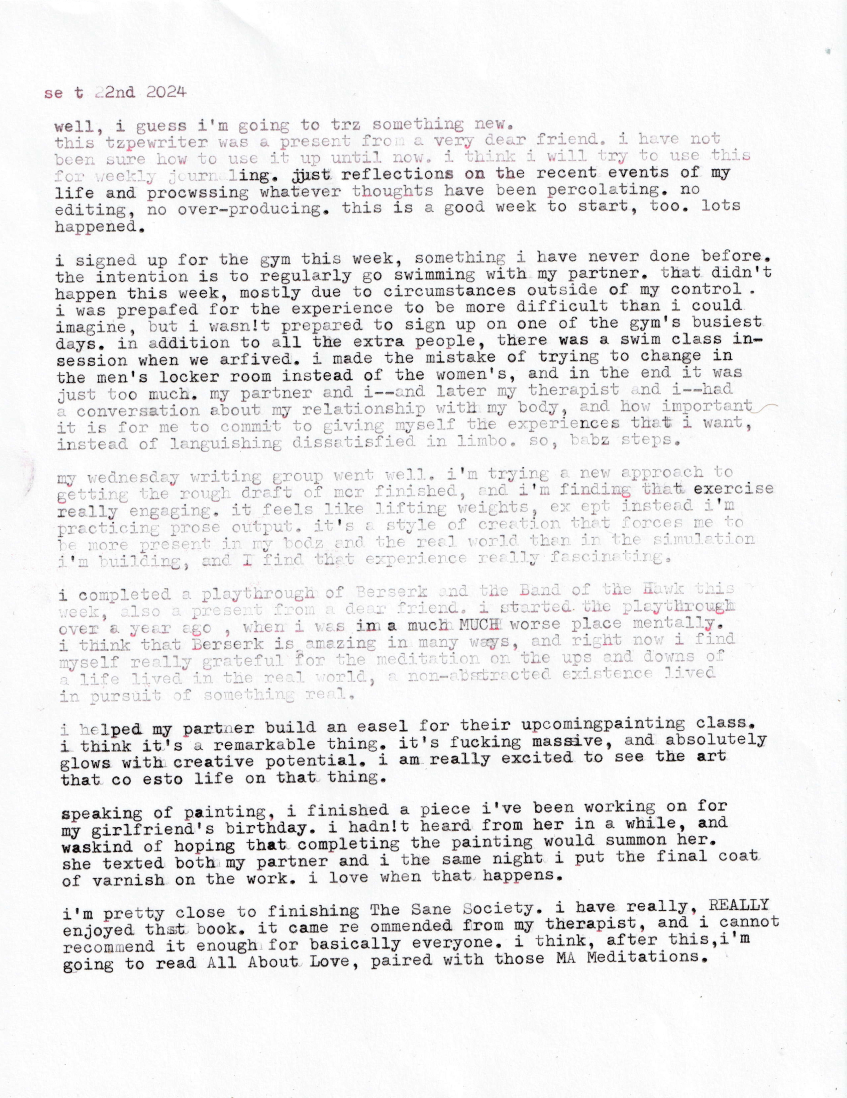 se t 22nd 2024
well, i guess i'm going to trz something new.
this tzpewriter was a present from a very dear friend. i have not
been sure how to use it up until now. i think i will try to use this
for weekly journ ling. just reflections on the recent events of my
life and procwssing whatever thoughts have been percolating. no
editing, no over-producing. this is a good week to start, too. lots
happened.
i signed up for the gym this week, something i have never done before.
the intention is to regularly go swimming with my partner. that didn't
happen this week, mostly due to circumstances outside of my control .
i was prepafed for the experience to be more difficult than i could
imagine, but i wasn!t prepared to sign up on one of the gym's busiest
days. in addition to all the extra people, there was a swim class in-
session when we arfived. i made the mistake of trying to change in
the men's locker room instead of the women's, and in the end it was
just too much. my partner and i--and later my therapist and i--had
a conversation about my relationship with my body, and how important
it is for me to commit to giving myself the experiences that i want,
instead of languishing dissatisfied in limbo. so, babz steps.
my wednesday writing group went well. i'm trying a new approach to
getting the rough draft of mcr finished, and i'm finding that exercise
really engaging. it feels like lifting weights, ex ept instead i'm
practicing prose output. it's a style of creation that forces me to
be more present in my bodz and the real world than in the simulation
i'm building, and I find that experience really fascinating.
i completed a playthrough of Berserk and the Band of the Hawk this
week, also a present from a dear friend. i started the playthrough
over a year ago , when i was in a much MUCH worse place mentally.
i think that Berserk is amazing in many ways, and right now i find
myself really grateful for the meditation on the ups and downs of
a life lived in the real world, a non-abstracted existence lived
in pursuit of something real.
i helped my partner build an easel for their upcomingpainting class.
i think it's a remarkable thing. it's fucking massive, and absolutely
glows with creative potential. i am really excited to see the art
that co esto life on that thing.
speaking of painting, i finished a piece i've been working on for
my girlfriend's birthday. i hadn!t heard from her in a while, and
waskind of hoping that completing the painting would summon her.
she texted both my partner and i the same night i put the final coat
of varnish on the work. i love when that happens.
i'm pretty close to finishing The Sane Society. i have really, REALLY
enjoyed that book. it came re ommended from my therapist, and i cannot
recommend it enough for basically everyone. i think, after this,i'm
going to read All About Love, paired with those MA Meditations.